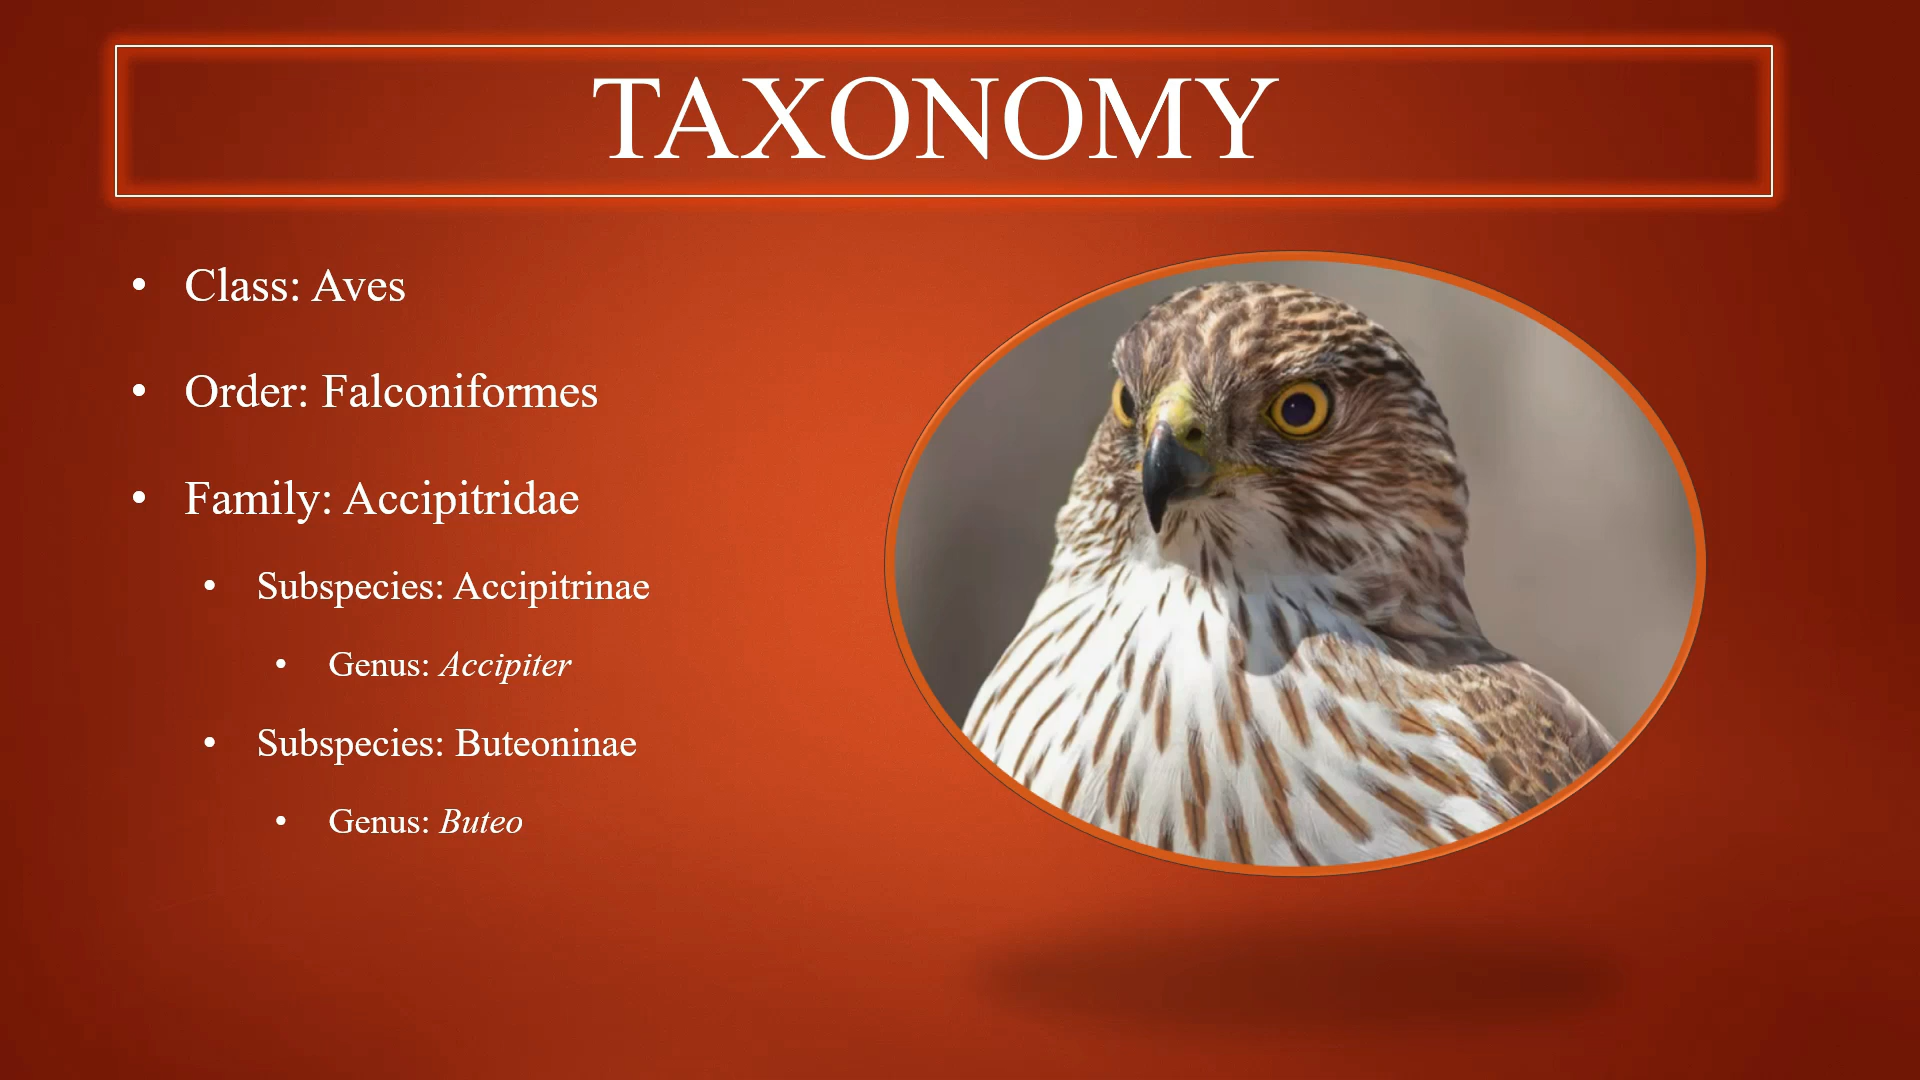 TAXONOMY
• Class: Aves
• Order: Falconiformes
• Family: Accipitridae
• Subspecies: Accipitrinae
• Genus: Accipiter
• Subspecies: Buteoninae
• Genus: Buteo